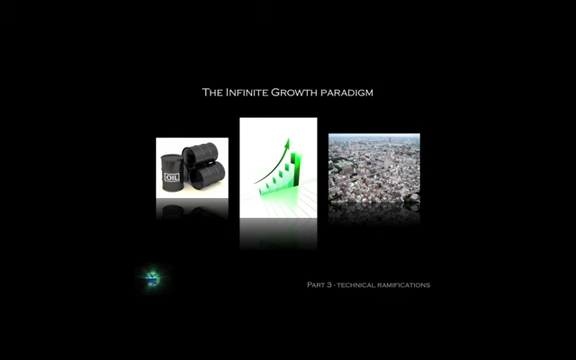 The Infinite Growth paradigm
OIL
Part 3 - technical ramifications